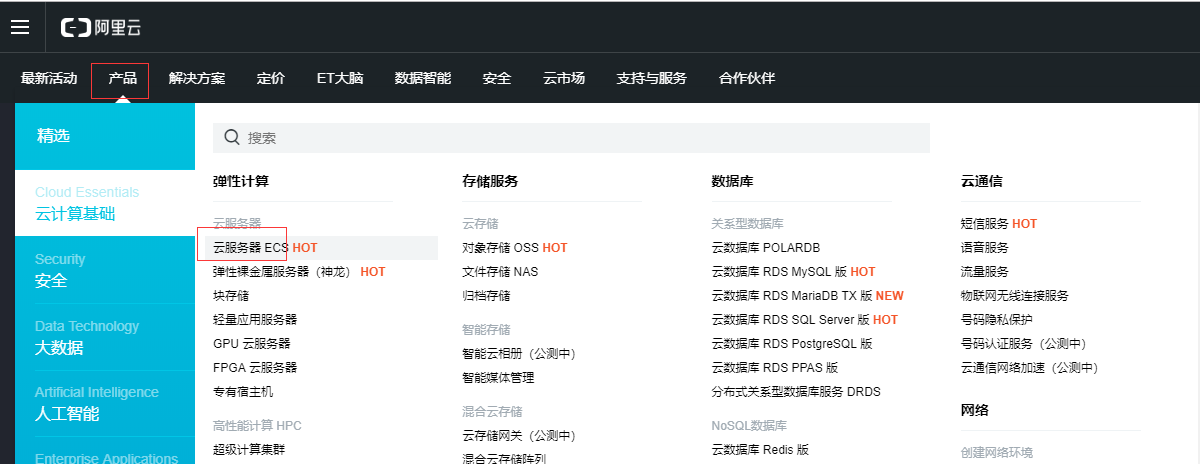 阿里云
最新活动 产品 解决方案 定价 ET大脑 数据智能 安全 云市场 支持与服务 合作伙伴
精选
Cloud Essentials
云计算基础
Security
安全
Data Technology
大数据
Artificial Intelligence
人工智能
Enterprise Applications
搜索
弹性计算
云服务器
云服务器 ECS HOT
弹性裸金属服务器（神龙） HOT
块存储
轻量应用服务器
GPU 云服务器
FPGA 云服务器
专有宿主机
高性能计算 HPC
超级计算集群
存储服务
云存储
对象存储 OSS HOT
文件存储 NAS
归档存储
智能存储
智能云相册（公测中）
智能媒体管理
混合云存储
云存储网关（公测中）
混合云存储阵列
数据库
关系型数据库
云数据库 POLARDB
云数据库 RDS MySQL 版 HOT
云数据库 RDS MariaDB TX 版 NEW
云数据库 RDS SQL Server 版 HOT
云数据库 RDS PostgreSQL 版
云数据库 RDS PPAS 版
分布式关系型数据库服务 DRDS
NoSQL数据库
云数据库 Redis 版
云通信
短信服务 HOT
语音服务
流量服务
物联网无线连接服务
号码隐私保护
号码认证服务（公测中）
云通信网络加速（公测中）
网络
创建网络环境